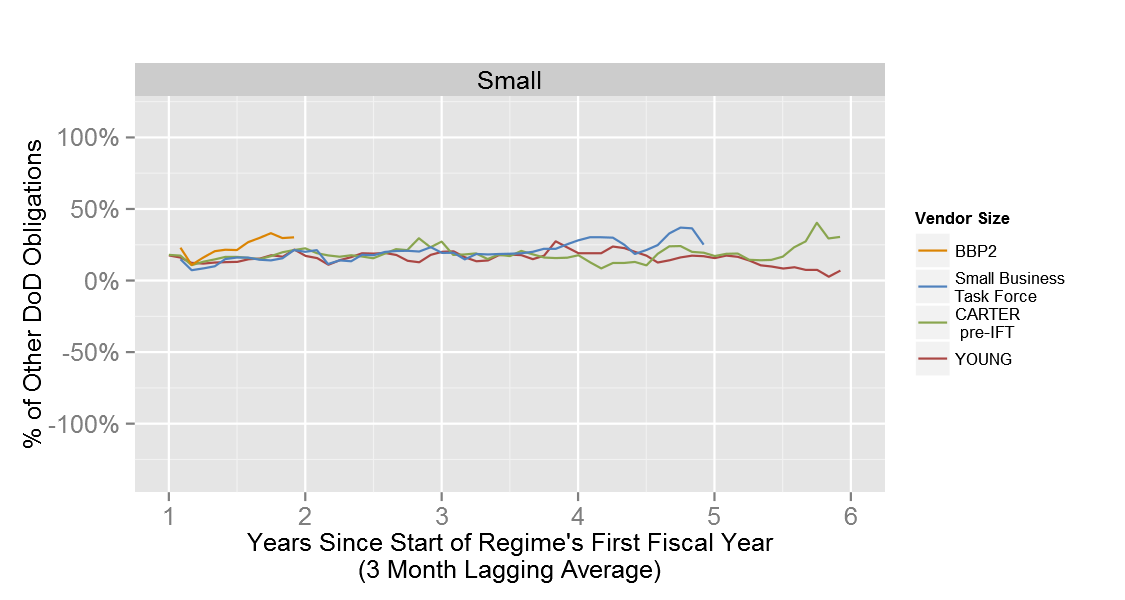 Small
% of Other DoD Obligations
100%
50%
0%
-50%
-100%
1 2 3 4 5 6
Years Since Start of Regime's First Fiscal Year
(3 Month Lagging Average)
Vendor Size
BBP2
Small Business
Task Force
CARTER
pre-IFT
YOUNG